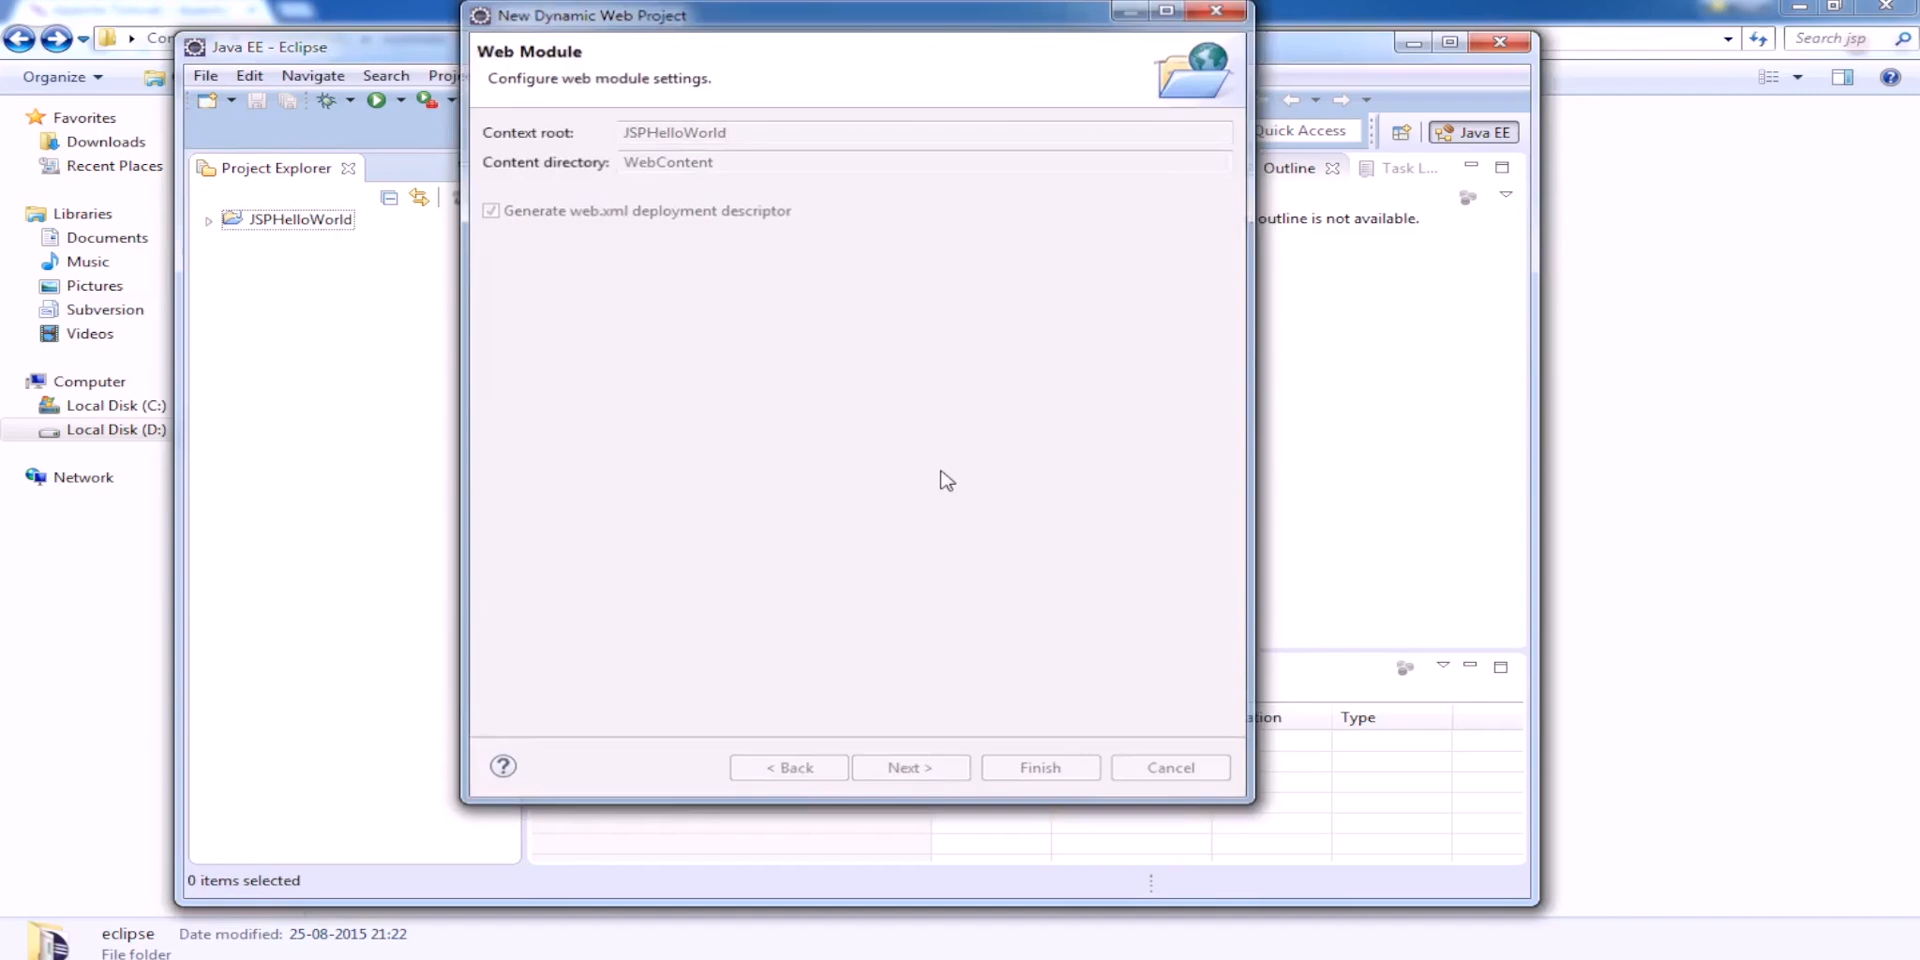 New Dynamic Web Project
Web Module
Configure web module settings.
Context root: JSPHelloWorld
Content directory: WebContent
Generate web.xml deployment descriptor
< Back Next > Finish Cancel
Java EE - Eclipse
File Edit Navigate Search Proj
Quick Access Java EE
Project Explorer
JSPHelloWorld
Outline Task L...
outline is not available.
ation Type
0 items selected
Con
Search jsp
Organize
Favorites
Downloads
Recent Places
Libraries
Documents
Music
Pictures
Subversion
Videos
Computer
Local Disk (C:)
Local Disk (D:)
Network
eclipse Date modified: 25-08-2015 21:22
File folder